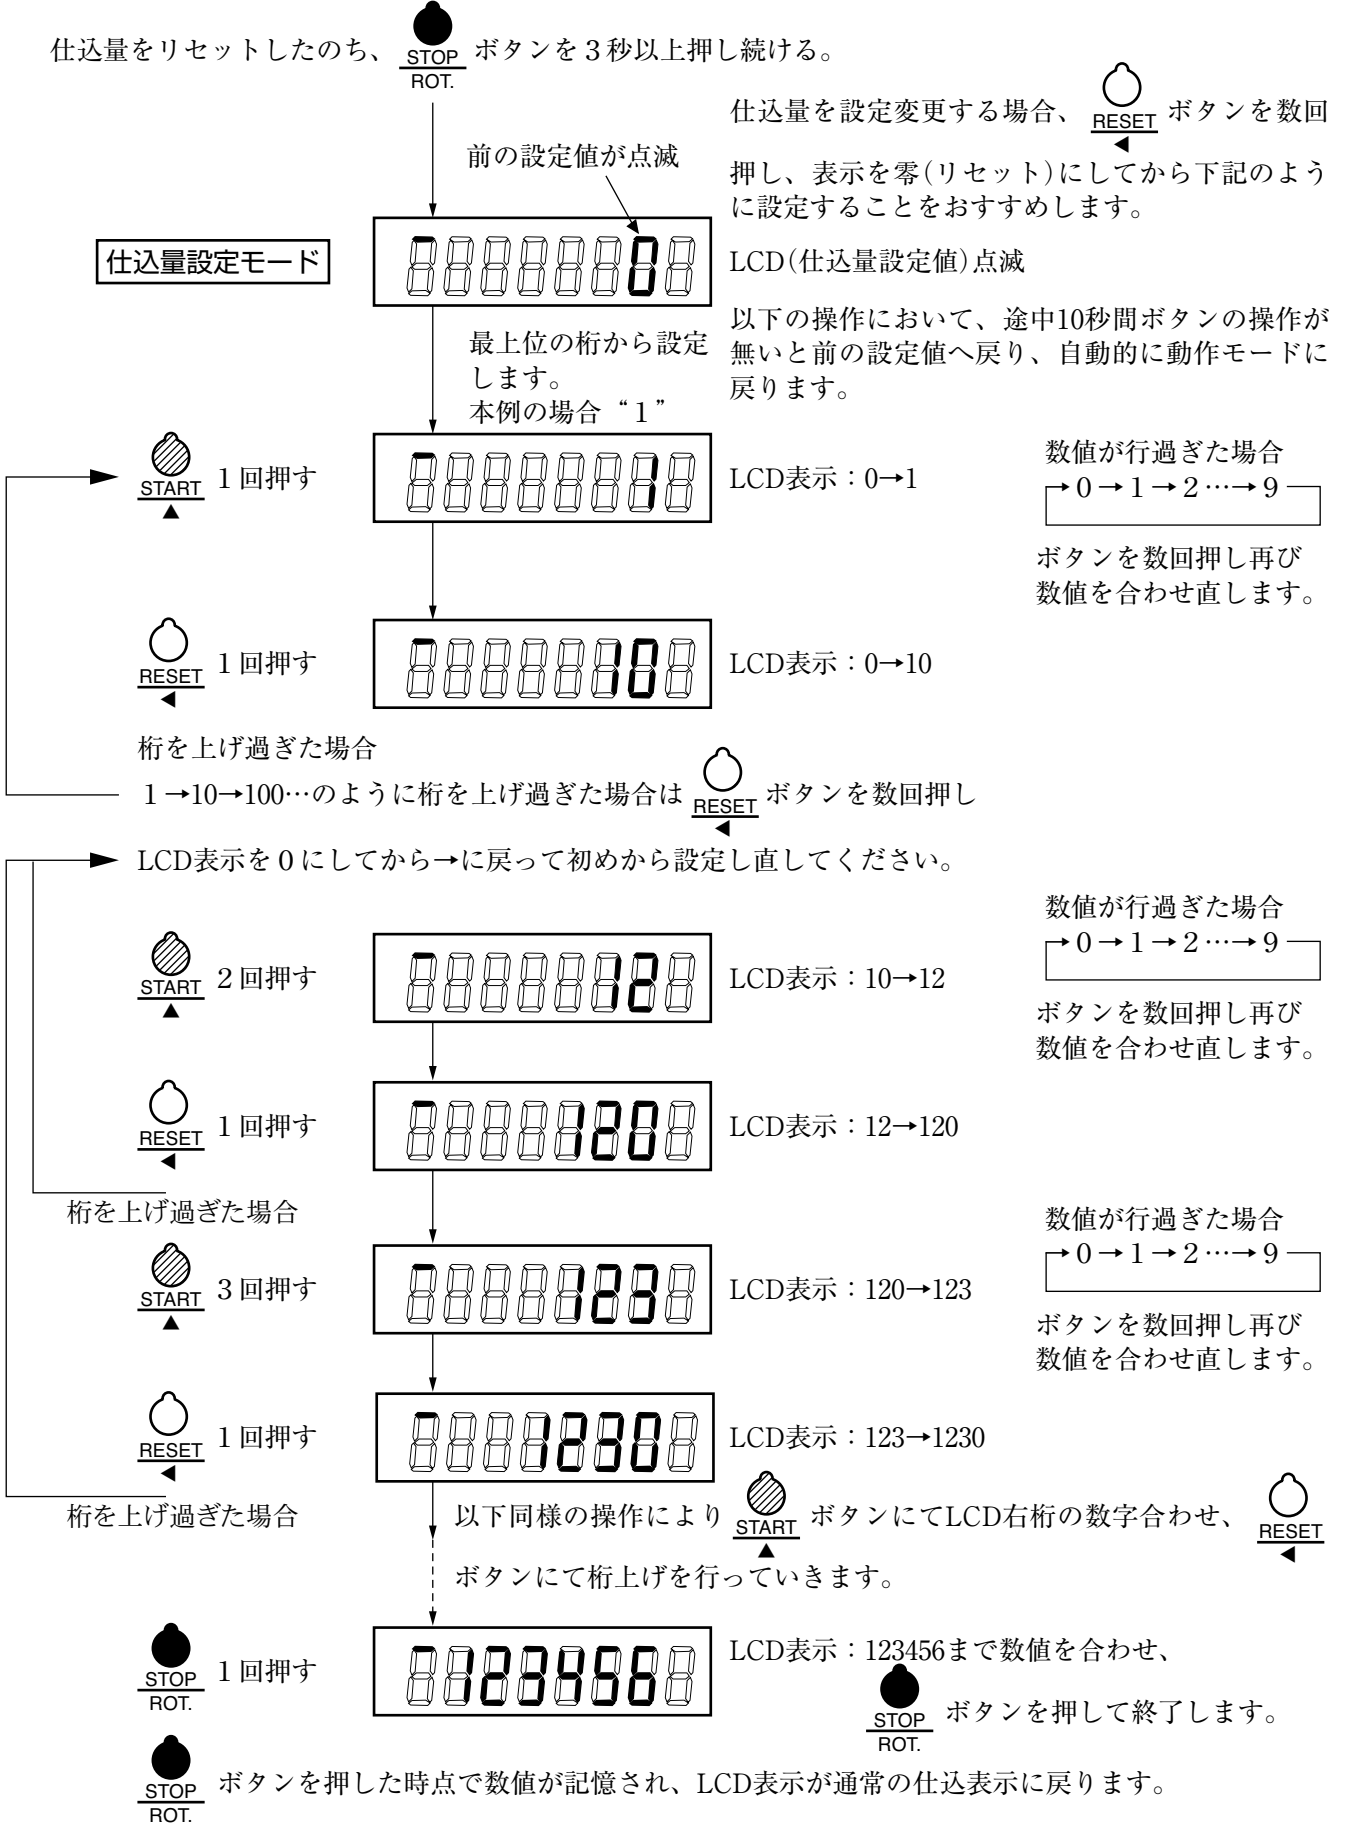 仕込量をリセットしたのち、 STOP ROT. ボタンを３秒以上押し続ける。
仕込量を設定変更する場合、 RESET ◀ ボタンを数回
押し、表示を零(リセット)にしてから下記のよう
に設定することをおすすめします。
前の設定値が点滅
仕込量設定モード
0
LCD(仕込量設定値)点滅
以下の操作において、途中10秒間ボタンの操作が
無いと前の設定値へ戻り、自動的に動作モードに
戻ります。
最上位の桁から設定
します。
本例の場合“１”
START ▲ １回押す
1
LCD表示：0→1
数値が行過ぎた場合
→０→１→２…→９
ボタンを数回押し再び
数値を合わせ直します。
RESET ◀ １回押す
10
LCD表示：0→10
桁を上げ過ぎた場合
１→10→100…のように桁を上げ過ぎた場合は RESET ◀ ボタンを数回押し
LCD表示を０にしてから→に戻って初めから設定し直してください。
START ▲ ２回押す
12
LCD表示：10→12
数値が行過ぎた場合
→０→１→２…→９
ボタンを数回押し再び
数値を合わせ直します。
RESET ◀ １回押す
120
LCD表示：12→120
桁を上げ過ぎた場合
START ▲ ３回押す
123
LCD表示：120→123
数値が行過ぎた場合
→０→１→２…→９
ボタンを数回押し再び
数値を合わせ直します。
RESET ◀ １回押す
1230
LCD表示：123→1230
桁を上げ過ぎた場合
以下同様の操作により START ▲ ボタンにてLCD右桁の数字合わせ、 RESET ◀
ボタンにて桁上げを行っていきます。
STOP ROT. １回押す
123456
LCD表示：123456まで数値を合わせ、
STOP ROT. ボタンを押して終了します。
STOP ROT. ボタンを押した時点で数値が記憶され、LCD表示が通常の仕込表示に戻ります。